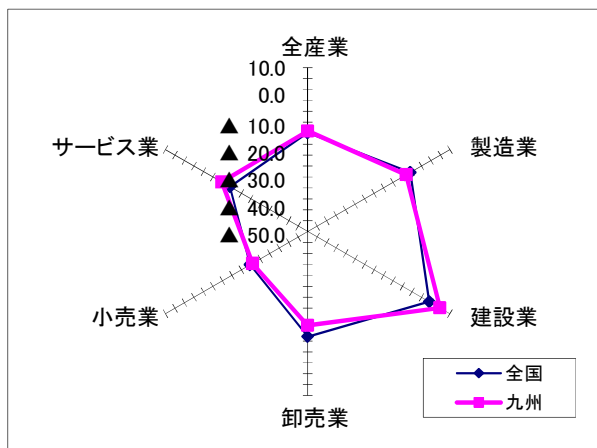 全産業
10.0
0.0
▲ 10.0
▲ 20.0
▲ 30.0
▲ 40.0
▲ 50.0
サービス業
製造業
小売業
建設業
卸売業
全国
九州